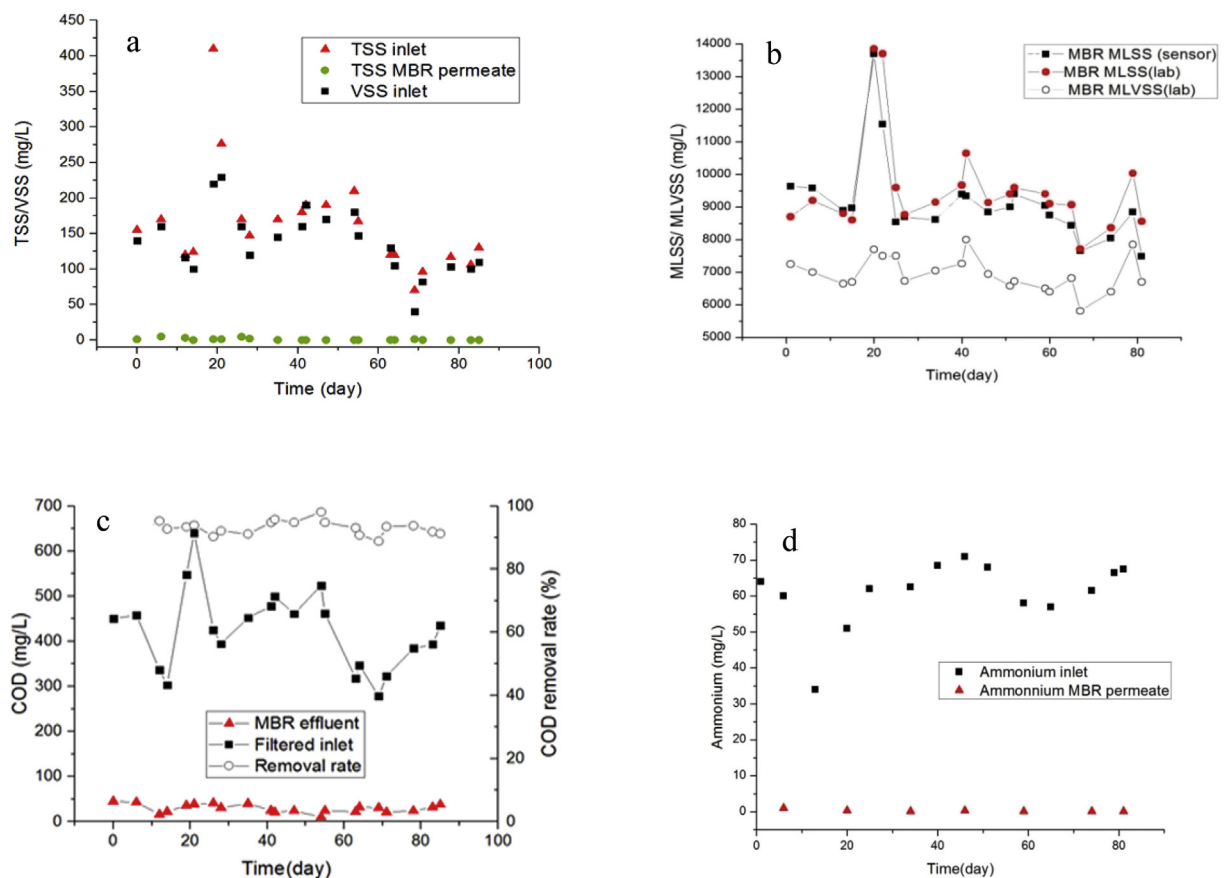 a
TSS inlet
TSS MBR permeate
VSS inlet
TSS/VSS (mg/L)
450
400
350
300
250
200
150
100
50
0
0 20 40 60 80 100
Time (day)
b
MBR MLSS (sensor)
MBR MLSS(lab)
MBR MLVSS(lab)
MLSS/ MLVSS (mg/L)
14000
13000
12000
11000
10000
9000
8000
7000
6000
5000
0 20 40 60 80
Time(day)
c
MBR effluent
Filtered inlet
Removal rate
COD (mg/L)
700
600
500
400
300
200
100
0
COD removal rate (%)
100
80
60
40
20
0
0 20 40 60 80 100
Time(day)
d
Ammonium inlet
Ammonnium MBR permeate
Ammonium (mg/L)
80
70
60
50
40
30
20
10
0
0 20 40 60 80
Time(day)